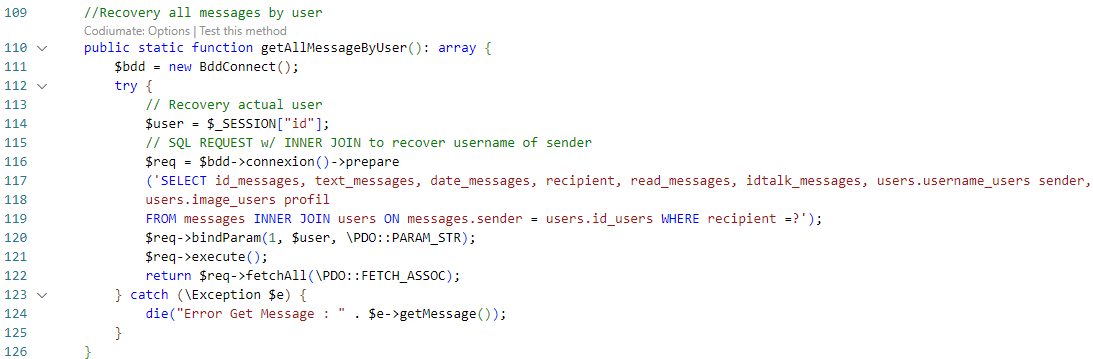 109 //Recovery all messages by user
Codiumate: Options | Test this method
110 public static function getAllMessageByUser(): array {
111 $bdd = new BddConnect();
112 try {
113 // Recovery actual user
114 $user = $_SESSION["id"];
115 // SQL REQUEST w/ INNER JOIN to recover username of sender
116 $req = $bdd->connexion()->prepare
117 ('SELECT id_messages, text_messages, date_messages, recipient, read_messages, idtalk_messages, users.username_users sender,
118 users.image_users profil
119 FROM messages INNER JOIN users ON messages.sender = users.id_users WHERE recipient =?');
120 $req->bindParam(1, $user, \PDO::PARAM_STR);
121 $req->execute();
122 return $req->fetchAll(\PDO::FETCH_ASSOC);
123 } catch (\Exception $e) {
124 die("Error Get Message : " . $e->getMessage());
125 }
126 }